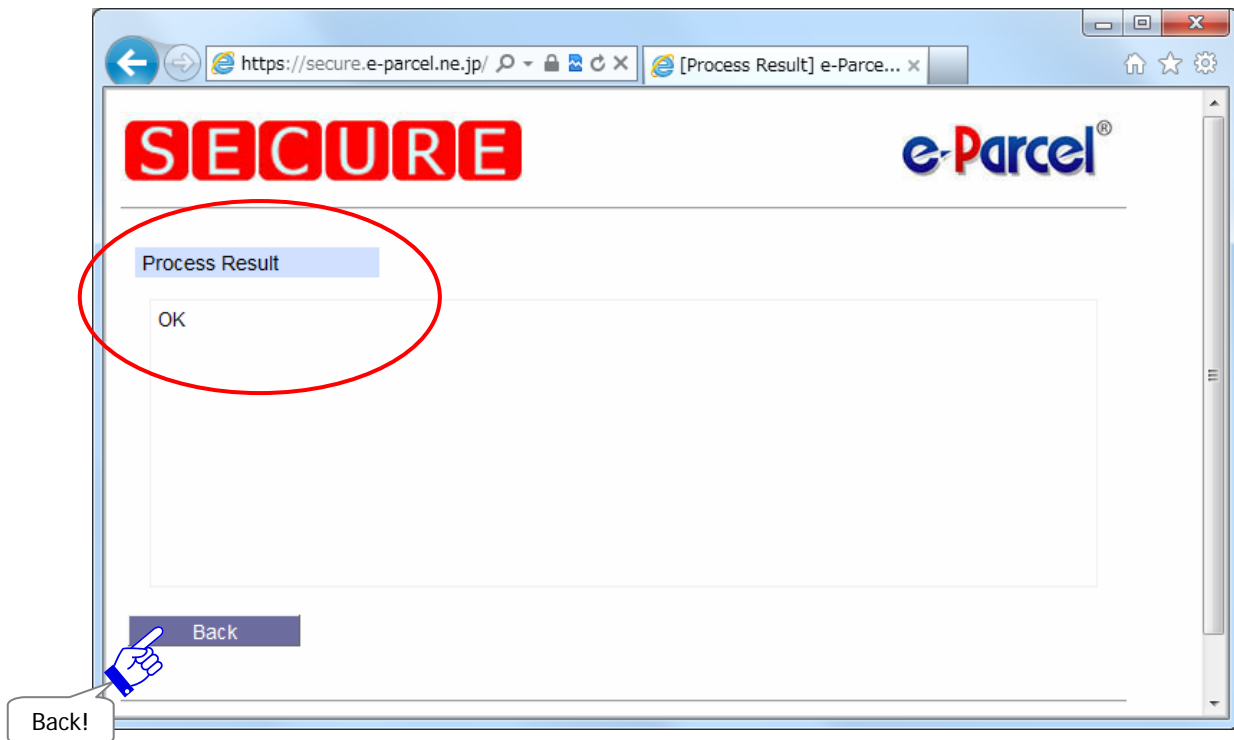 https://secure.e-parcel.ne.jp/
[Process Result] e-Parce...
SECURE
e-Parcel®
Process Result
OK
Back
Back!